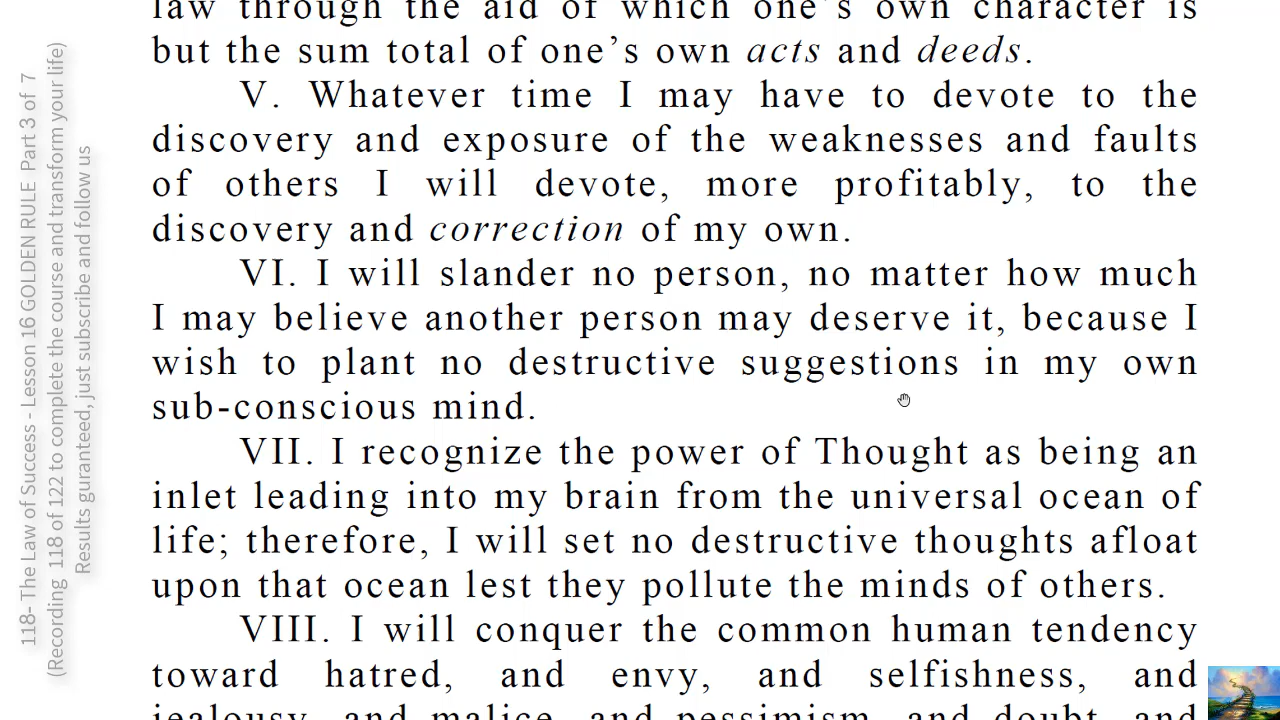 law through the aid of which one’s own character is
but the sum total of one’s own acts and deeds.
V. Whatever time I may have to devote to the
discovery and exposure of the weaknesses and faults
of others I will devote, more profitably, to the
discovery and correction of my own.
VI. I will slander no person, no matter how much
I may believe another person may deserve it, because I
wish to plant no destructive suggestions in my own
sub-conscious mind.
VII. I recognize the power of Thought as being an
inlet leading into my brain from the universal ocean of
life; therefore, I will set no destructive thoughts afloat
upon that ocean lest they pollute the minds of others.
VIII. I will conquer the common human tendency
toward hatred, and envy, and selfishness, and
jealousy, and malice, and pessimism, and doubt, and
118- The Law of Success - Lesson 16 GOLDEN RULE Part 3 of 7
(Recording 118 of 122 to complete the course and transform your life)
Results guranteed, just subscribe and follow us